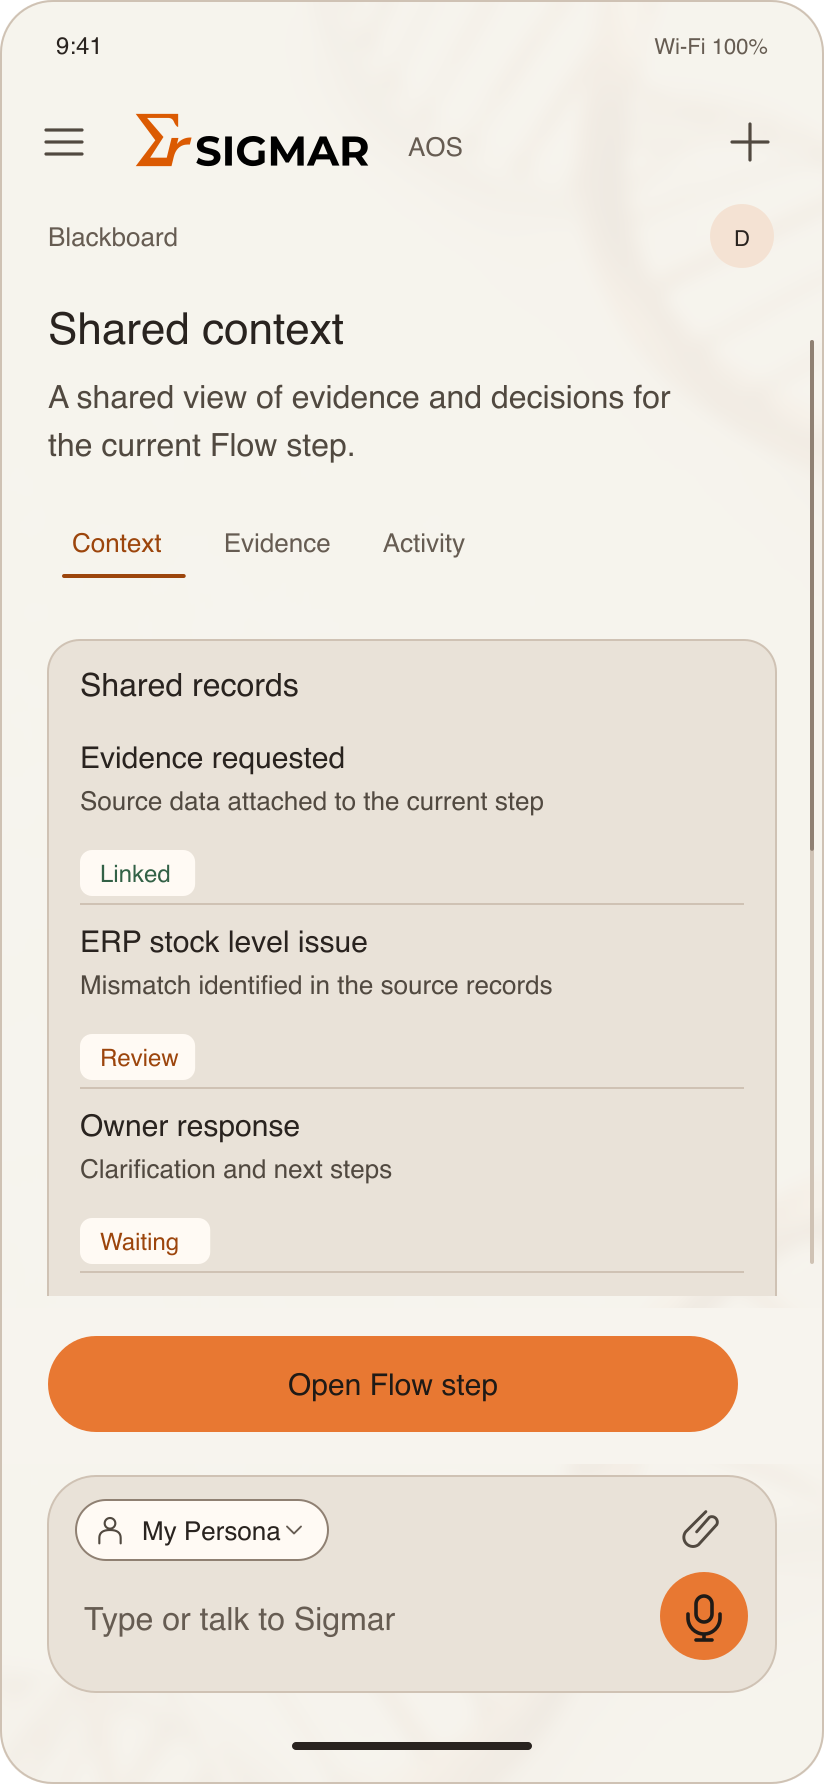 9:41
Wi-Fi 100%
Σr SIGMAR AOS
Blackboard
D
Shared context
A shared view of evidence and decisions for
the current Flow step.
Context Evidence Activity
Shared records
Evidence requested
Source data attached to the current step
Linked
ERP stock level issue
Mismatch identified in the source records
Review
Owner response
Clarification and next steps
Waiting
Open Flow step
My Persona
Type or talk to Sigmar